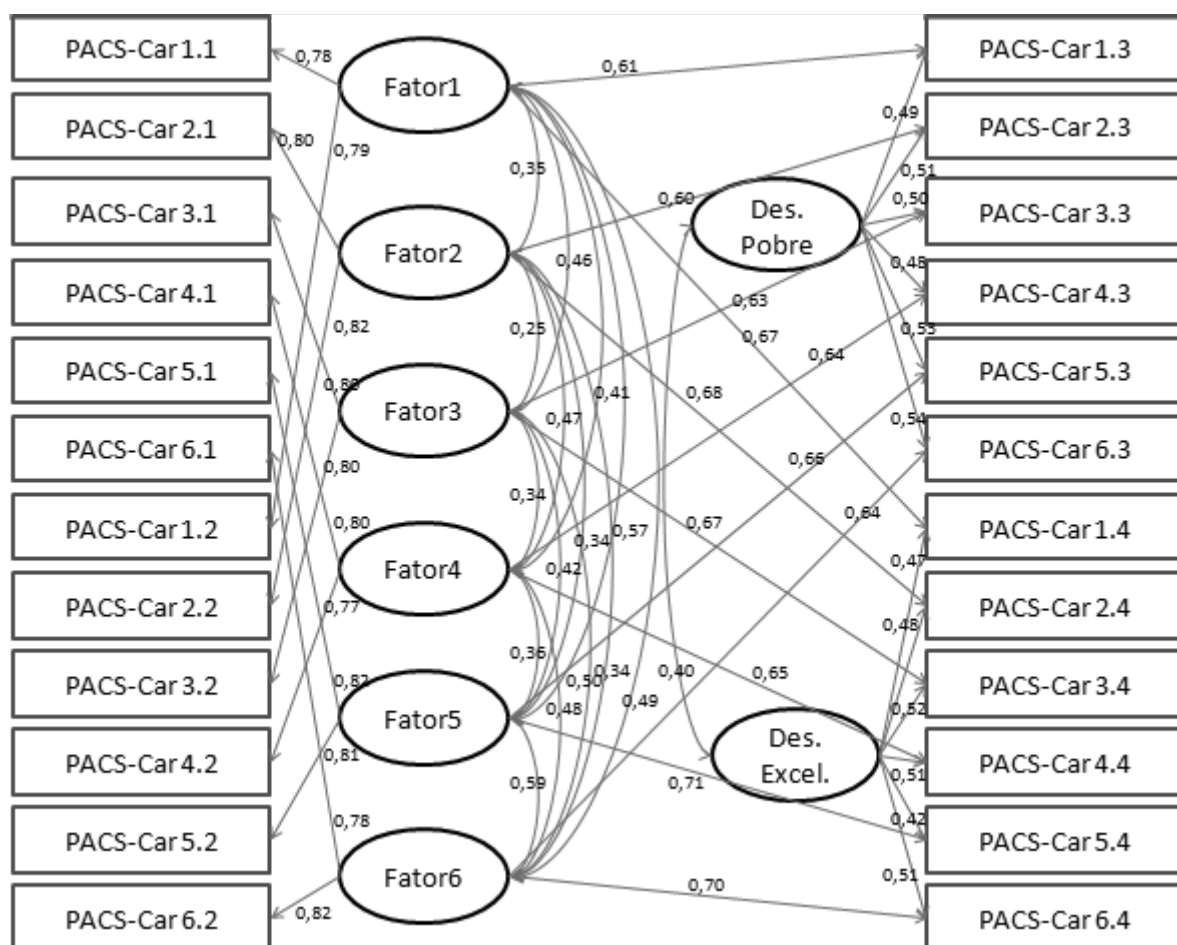 PACS-Car 1.1
PACS-Car 2.1
PACS-Car 3.1
PACS-Car 4.1
PACS-Car 5.1
PACS-Car 6.1
PACS-Car 1.2
PACS-Car 2.2
PACS-Car 3.2
PACS-Car 4.2
PACS-Car 5.2
PACS-Car 6.2
0,78
0,80
0,79
0,82
0,80
0,80
0,77
0,81
0,78
0,82
Fator1
Fator2
Fator3
Fator4
Fator5
Fator6
0,61
0,35
0,60
0,46
0,63
0,25
0,67
0,64
0,41
0,68
0,47
0,66
0,34
0,64
0,57
0,67
0,34
0,42
0,36
0,34
0,40
0,65
0,50
0,48
0,49
0,59
0,71
0,70
Des.
Pobre
Des.
Excel.
0,49
0,51
0,50
0,48
0,53
0,54
0,47
0,48
0,52
0,51
0,42
0,51
PACS-Car 1.3
PACS-Car 2.3
PACS-Car 3.3
PACS-Car 4.3
PACS-Car 5.3
PACS-Car 6.3
PACS-Car 1.4
PACS-Car 2.4
PACS-Car 3.4
PACS-Car 4.4
PACS-Car 5.4
PACS-Car 6.4